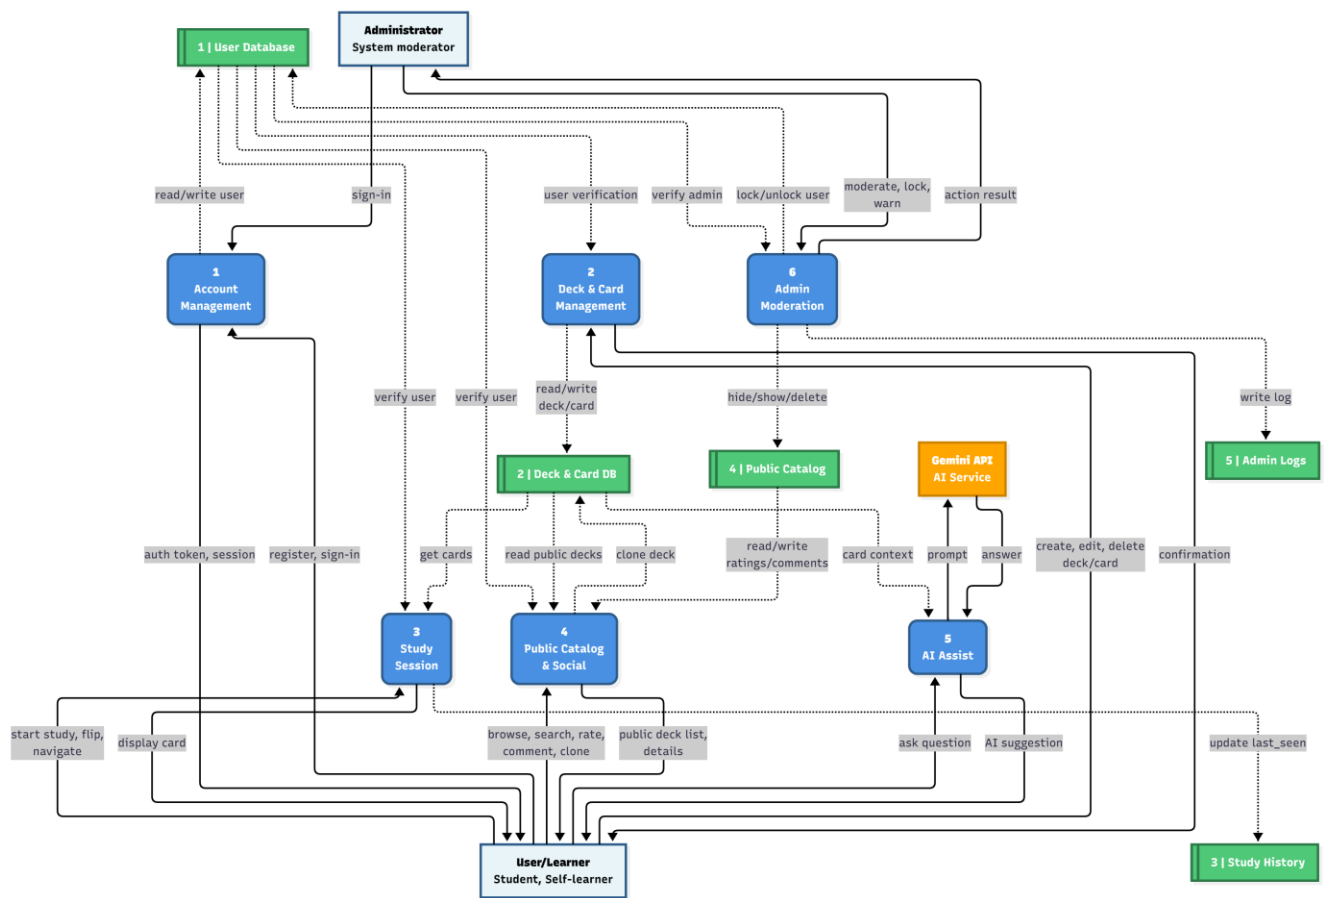 Administrator
System moderator
1 | User Database
read/write user
sign-in
user verification
verify admin
lock/unlock user
moderate, lock,
warn
action result
1
Account
Management
2
Deck & Card
Management
6
Admin
Moderation
verify user
verify user
read/write
deck/card
hide/show/delete
write log
2 | Deck & Card DB
4 | Public Catalog
Gemini API
AI Service
5 | Admin Logs
auth token, session
register, sign-in
get cards
read public decks
clone deck
read/write
ratings/comments
card context
prompt
answer
create, edit, delete
deck/card
confirmation
3
Study
Session
4
Public Catalog
& Social
5
AI Assist
start study, flip,
navigate
display card
browse, search, rate,
comment, clone
public deck list,
details
ask question
AI suggestion
update last_seen
User/Learner
Student, Self-learner
3 | Study History